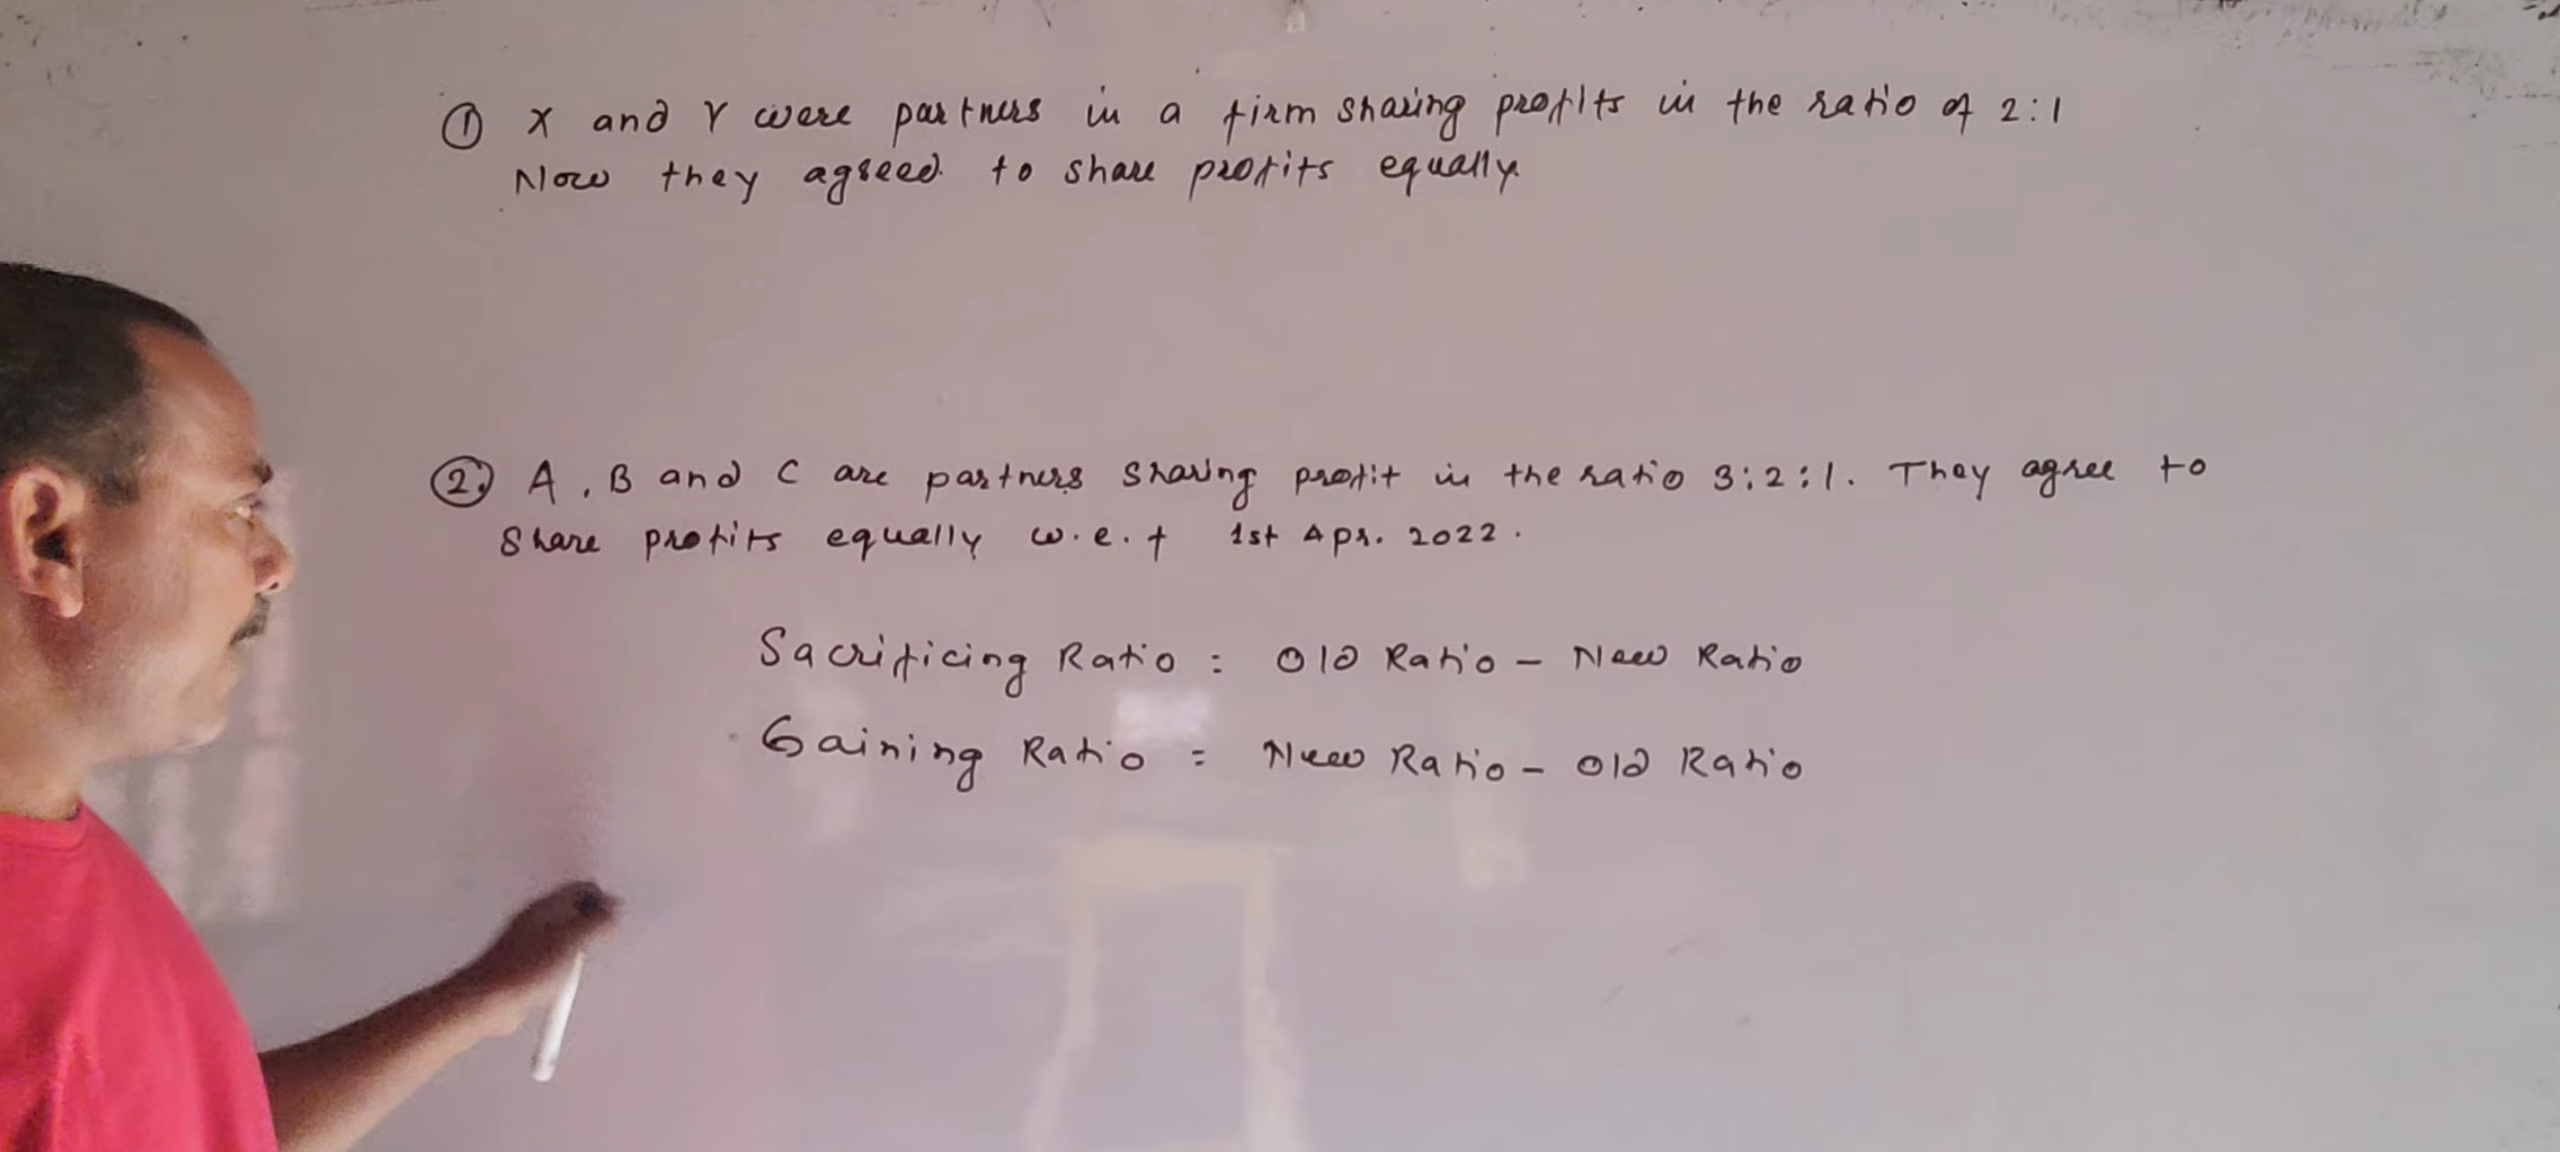 ① X and Y were partners in a firm sharing profits in the ratio of 2:1
Now they agreed to share profits equally.
②. A, B and C are partners sharing profit in the ratio 3:2:1. They agree to
share profits equally w.e.f 1st Apr. 2022.
Sacrificing Ratio = Old Ratio - New Ratio
Gaining Ratio = New Ratio - Old Ratio